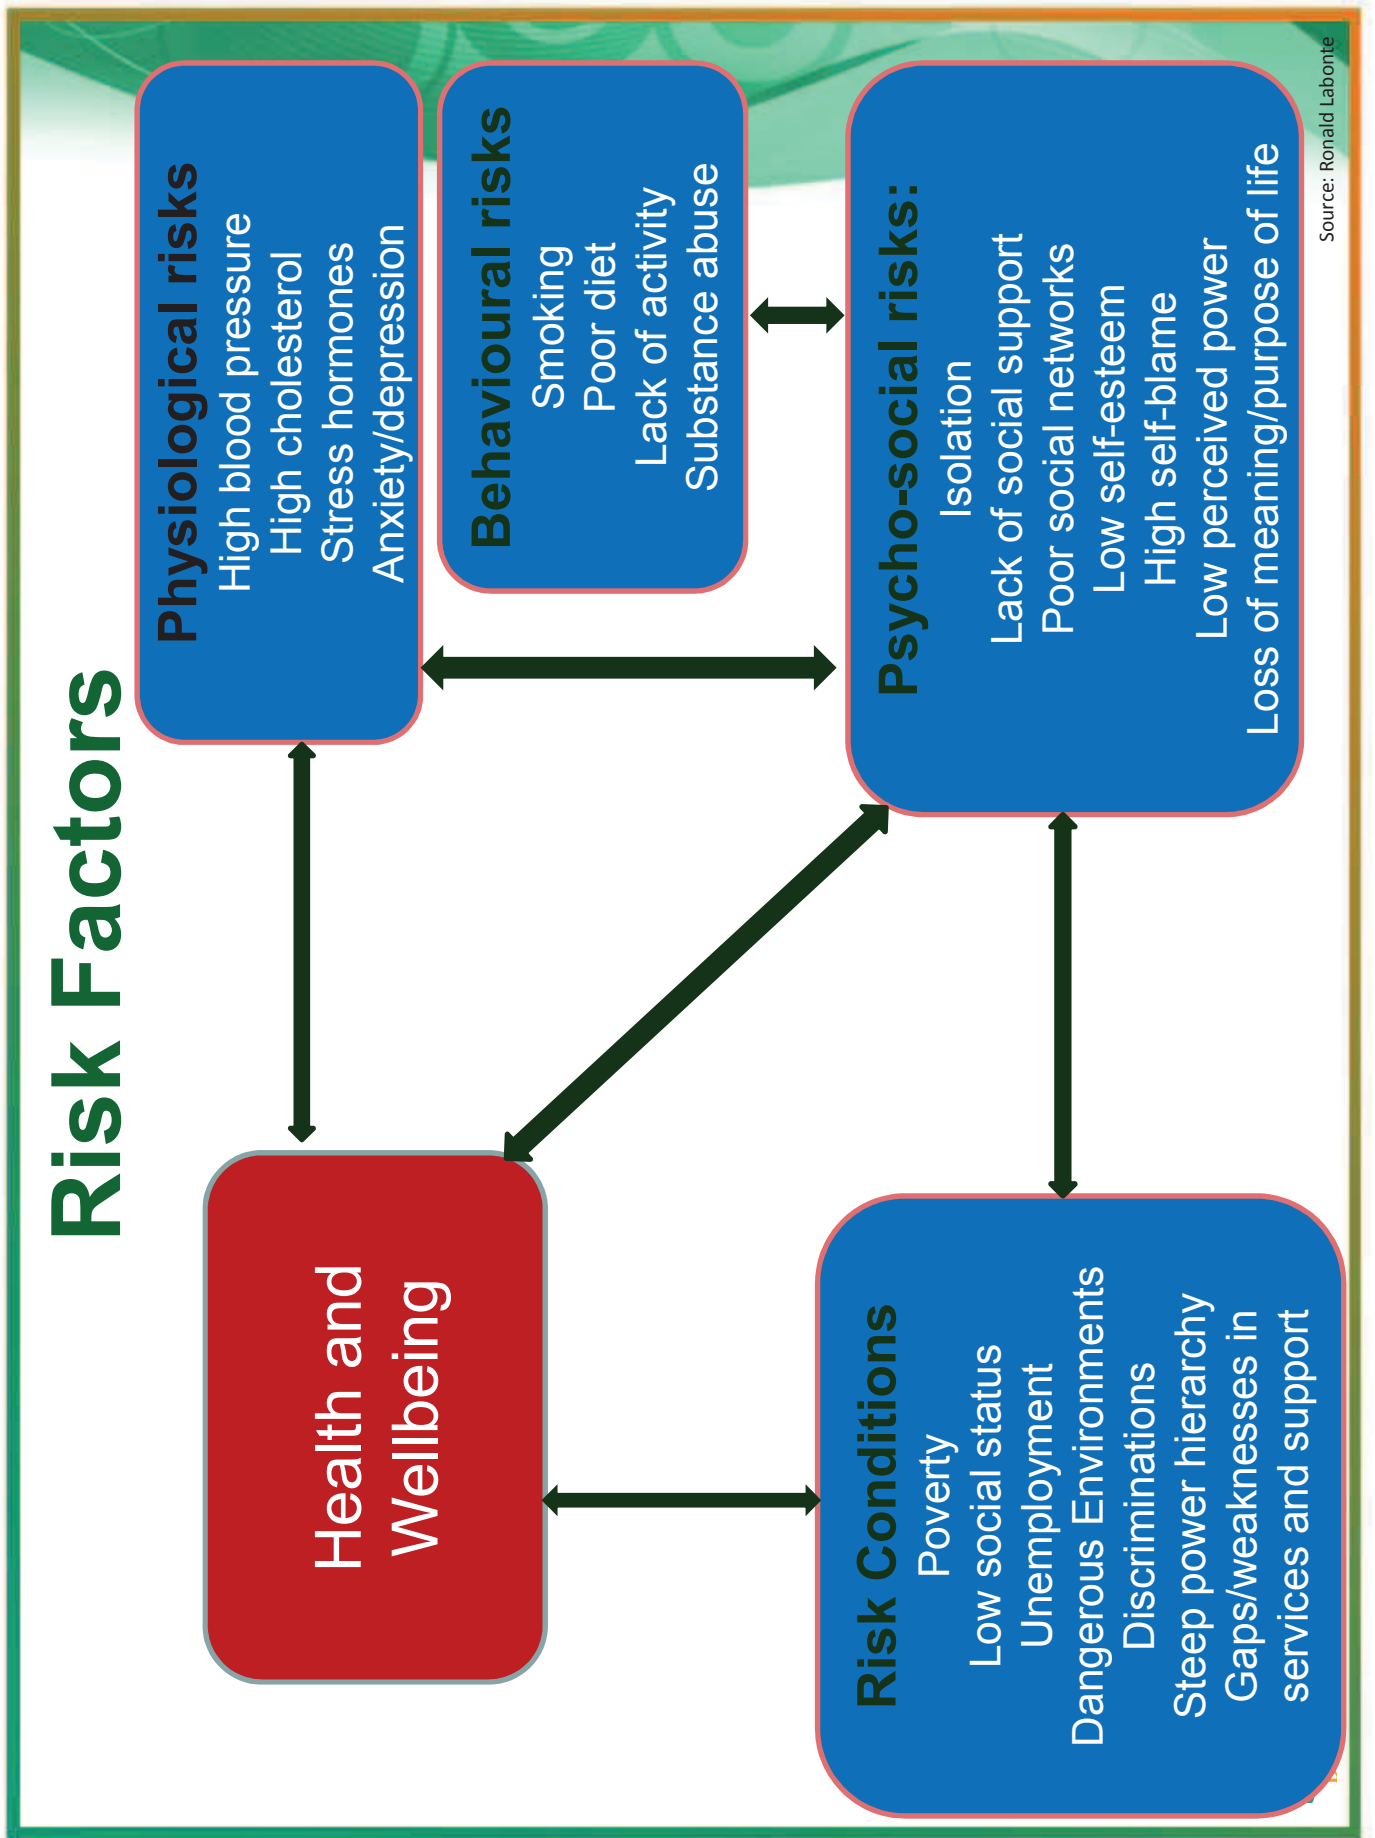 Risk Factors
Health and
Wellbeing
Physiological risks
High blood pressure
High cholesterol
Stress hormones
Anxiety/depression
Behavioural risks
Smoking
Poor diet
Lack of activity
Substance abuse
Risk Conditions
Poverty
Low social status
Unemployment
Dangerous Environments
Discriminations
Steep power hierarchy
Gaps/weaknesses in
services and support
Psycho-social risks:
Isolation
Lack of social support
Poor social networks
Low self-esteem
High self-blame
Low perceived power
Loss of meaning/purpose of life
Source: Ronald Labonte